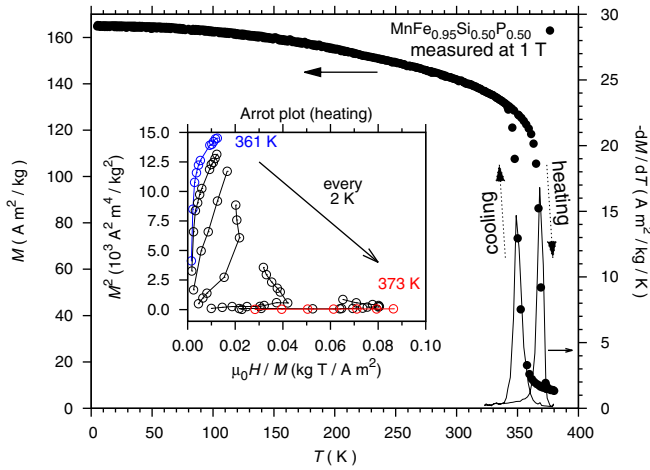 MnFe0.95Si0.50P0.50
measured at 1 T
Arrot plot (heating)
361 K
every
2 K
373 K
M² (10³ A² m⁴ / kg²)
15.0
12.5
10.0
7.5
5.0
2.5
0.0
0.00 0.02 0.04 0.06 0.08 0.10
μ0H / M (kg T / A m²)
cooling
heating
M ( A m² / kg )
160
140
120
100
80
60
40
20
0
0 50 100 150 200 250 300 350 400
T ( K )
30
25
20
15
10
5
0
-dM / dT ( A m² / kg / K )